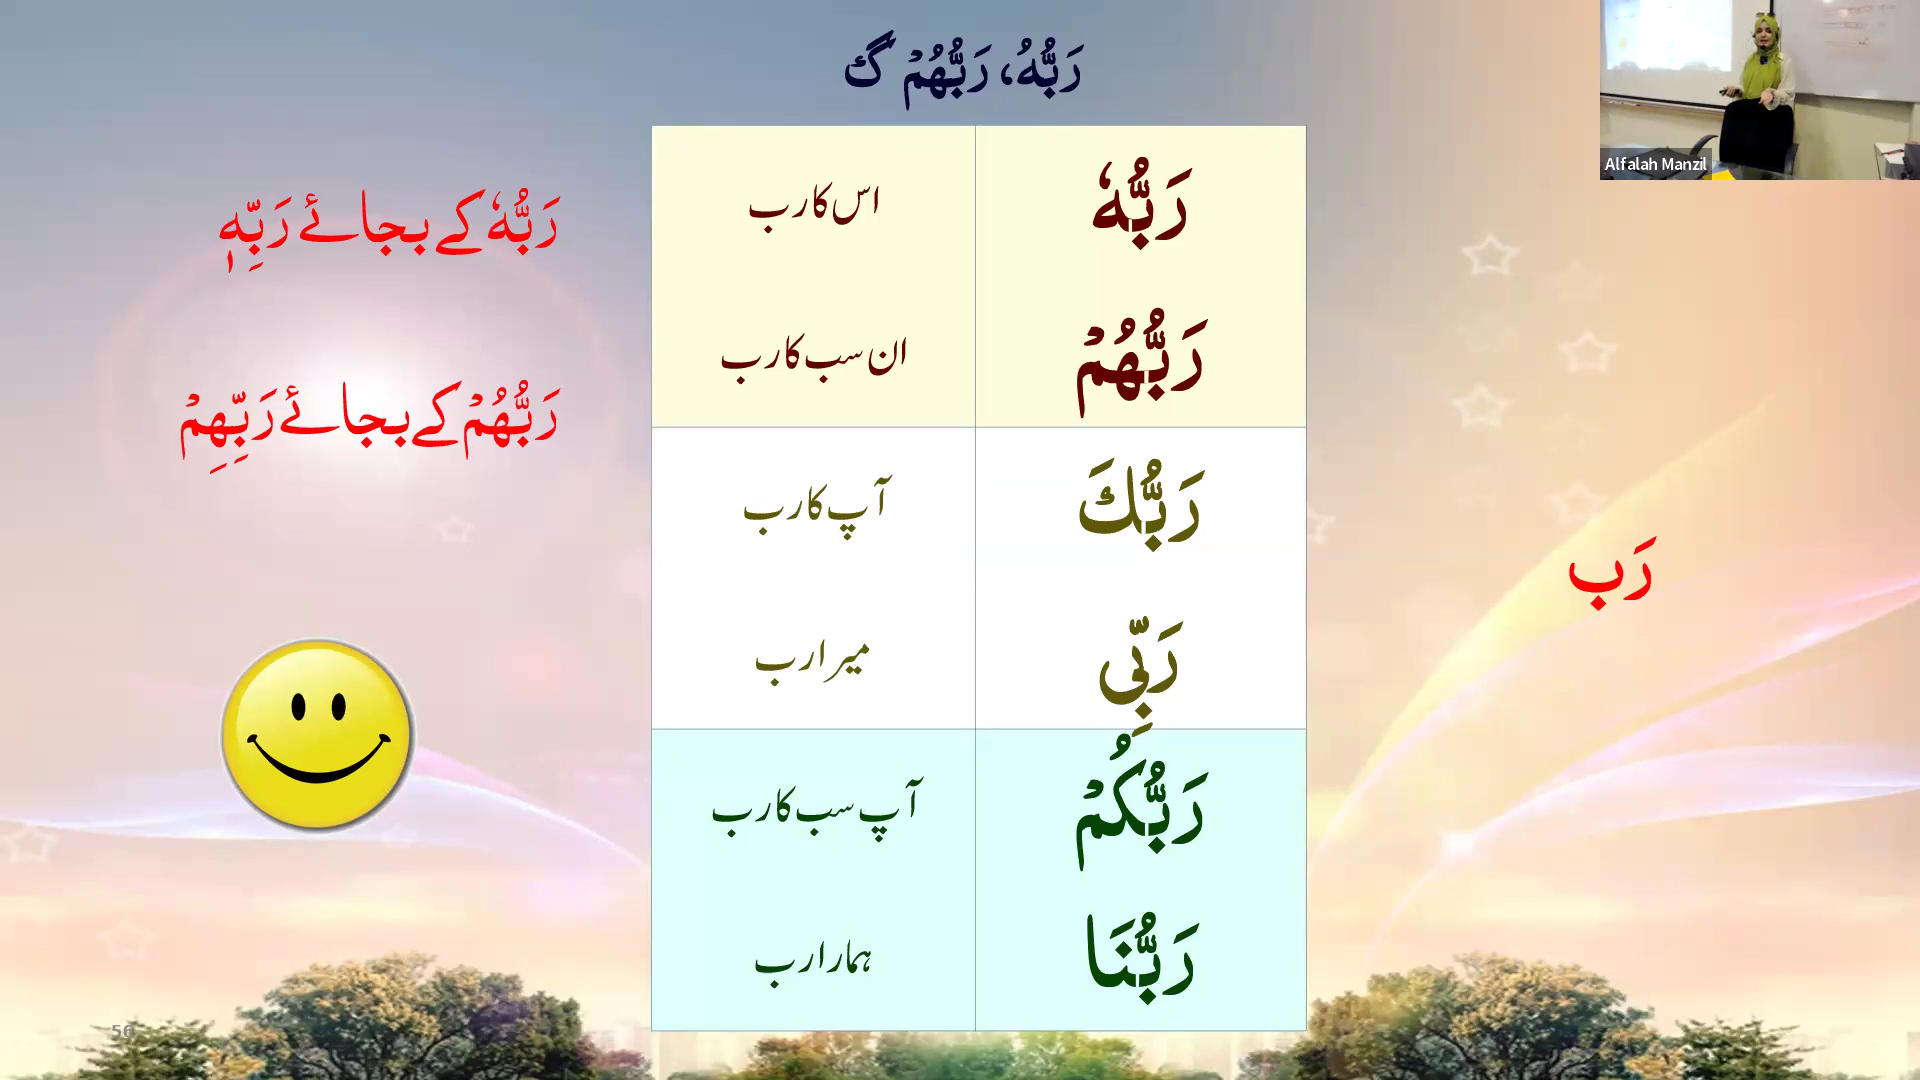 رَبُّهُ، رَبُّهُمْ گ
Alfalah Manzil
رَبُّهٗ اس کا رب
رَبُّهُمْ ان سب کا رب
رَبُّكَ آپ کا رب
رَبِّی میرا رب
رَبُّكُمْ آپ سب کا رب
رَبُّنَا ہمارا رب
رَب
رَبُّهٗ کے بجائے رَبِّهٖ
رَبُّهُمْ کے بجائے رَبِّهِمْ
56